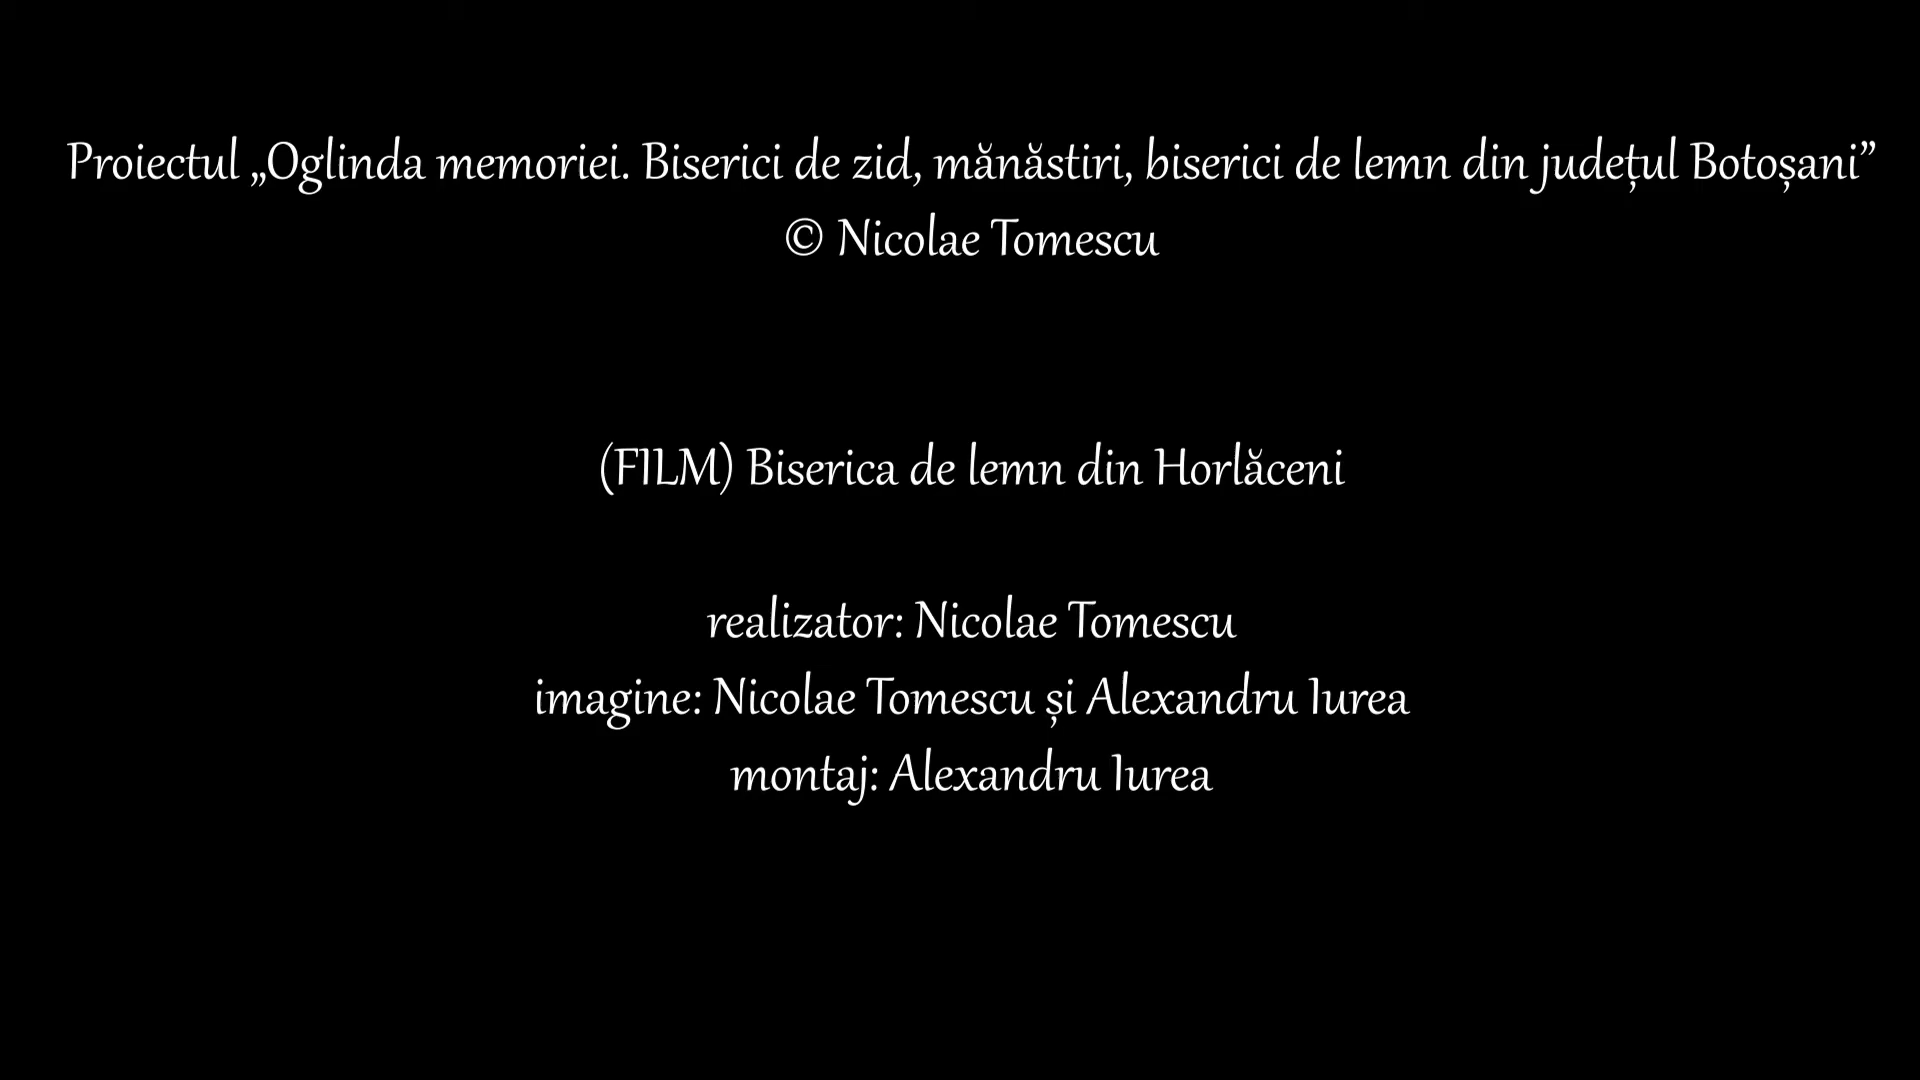 Proiectul „Oglinda memoriei. Biserici de zid, mănăstiri, biserici de lemn din județul Botoșani”
© Nicolae Tomescu
(FILM) Biserica de lemn din Horlăceni
realizator: Nicolae Tomescu
imagine: Nicolae Tomescu și Alexandru Iurea
montaj: Alexandru Iurea